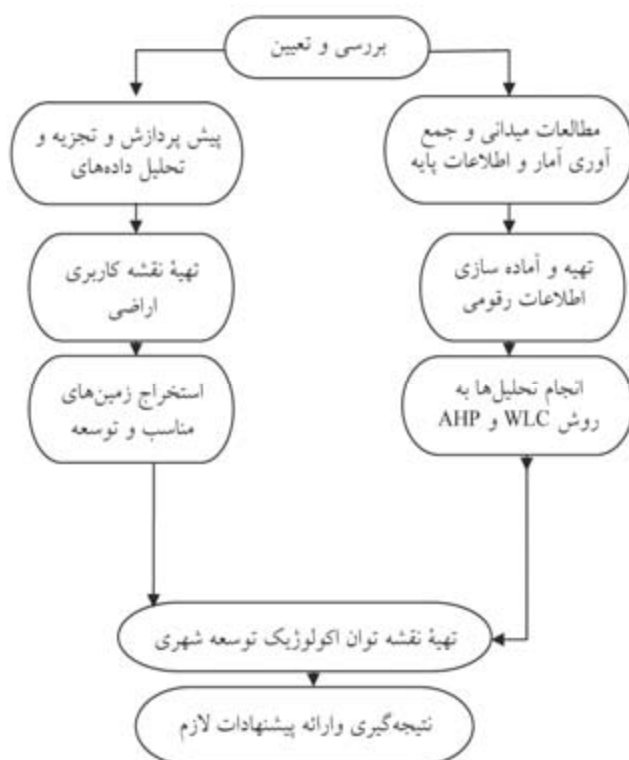 بررسی و تعیین
مطالعات میدانی و جمع
آوری آمار و اطلاعات پایه
تهیه و آماده سازی
اطلاعات رقومی
انجام تحلیل‌ها به
روش WLC و AHP
پیش پردازش و تجزیه و
تحلیل داده‌های
تهیۀ نقشه کاربری
اراضی
استخراج زمین‌های
مناسب و توسعه
تهیۀ نقشه توان اکولوژیک توسعه شهری
نتیجه‌گیری وارائه پیشنهادات لازم